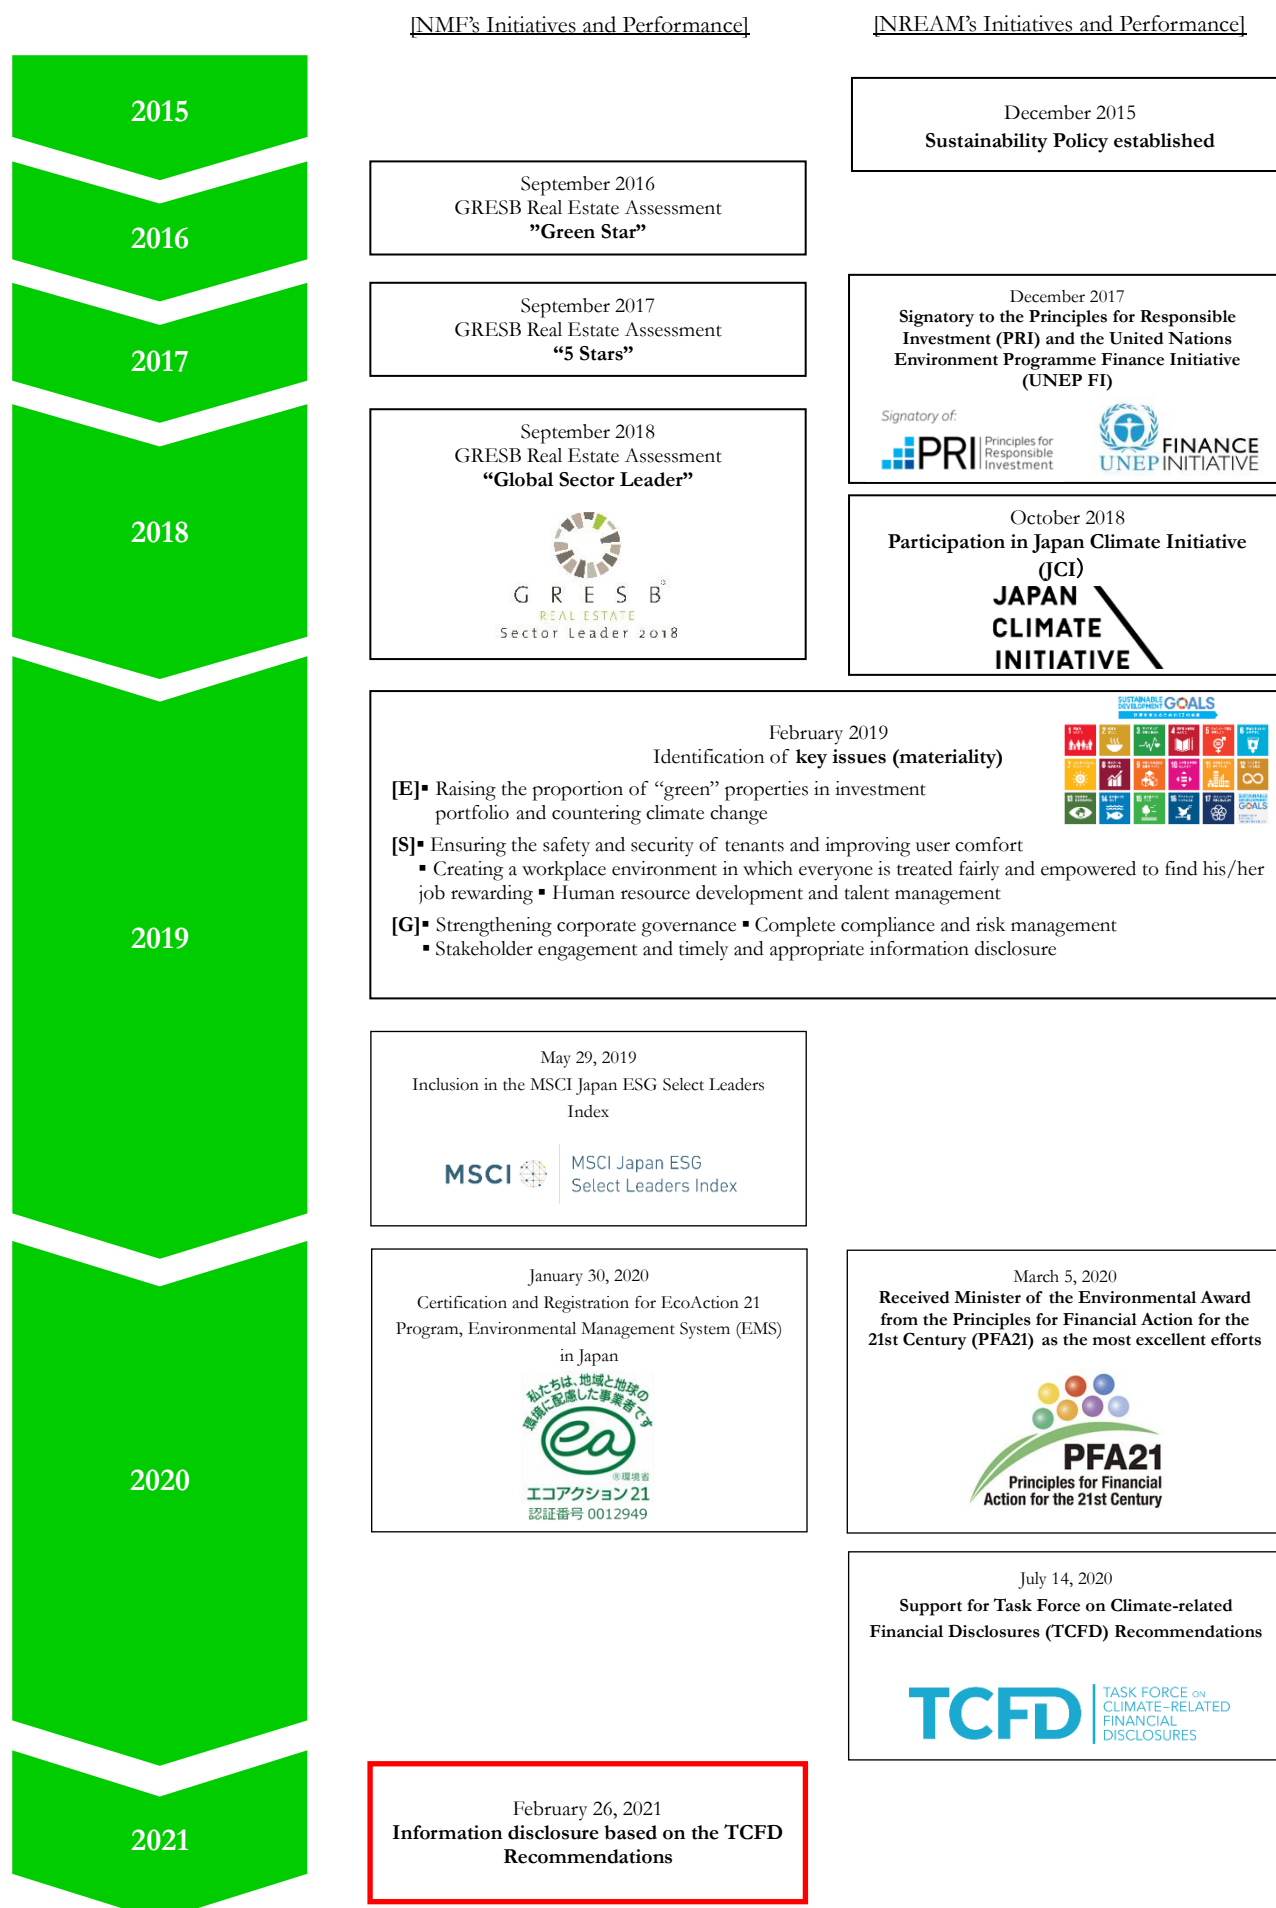 [NMF’s Initiatives and Performance]
[NREAM’s Initiatives and Performance]
2015
December 2015
Sustainability Policy established
2016
September 2016
GRESB Real Estate Assessment
”Green Star”
2017
September 2017
GRESB Real Estate Assessment
“5 Stars”
December 2017
Signatory to the Principles for Responsible
Investment (PRI) and the United Nations
Environment Programme Finance Initiative
(UNEP FI)
Signatory of:
PRI
Principles for
Responsible
Investment
UNEP
FINANCE
INITIATIVE
2018
September 2018
GRESB Real Estate Assessment
“Global Sector Leader”
G R E S B
REAL ESTATE
Sector Leader 2018
October 2018
Participation in Japan Climate Initiative
(JCI)
JAPAN
CLIMATE
INITIATIVE
2019
February 2019
Identification of key issues (materiality)
SUSTAINABLE
DEVELOPMENT GOALS
[E]▪ Raising the proportion of “green” properties in investment
portfolio and countering climate change
[S]▪ Ensuring the safety and security of tenants and improving user comfort
▪ Creating a workplace environment in which everyone is treated fairly and empowered to find his/her
job rewarding ▪ Human resource development and talent management
[G]▪ Strengthening corporate governance ▪ Complete compliance and risk management
▪ Stakeholder engagement and timely and appropriate information disclosure
May 29, 2019
Inclusion in the MSCI Japan ESG Select Leaders
Index
MSCI
MSCI Japan ESG
Select Leaders Index
2020
January 30, 2020
Certification and Registration for EcoAction 21
Program, Environmental Management System (EMS)
in Japan
私たちは、地域と地球の
環境に配慮した事業者です
ea
®環境省
エコアクション21
認証番号 0012949
March 5, 2020
Received Minister of the Environmental Award
from the Principles for Financial Action for the
21st Century (PFA21) as the most excellent efforts
PFA21
Principles for Financial
Action for the 21st Century
July 14, 2020
Support for Task Force on Climate-related
Financial Disclosures (TCFD) Recommendations
TCFD
TASK FORCE ON
CLIMATE-RELATED
FINANCIAL
DISCLOSURES
2021
February 26, 2021
Information disclosure based on the TCFD
Recommendations